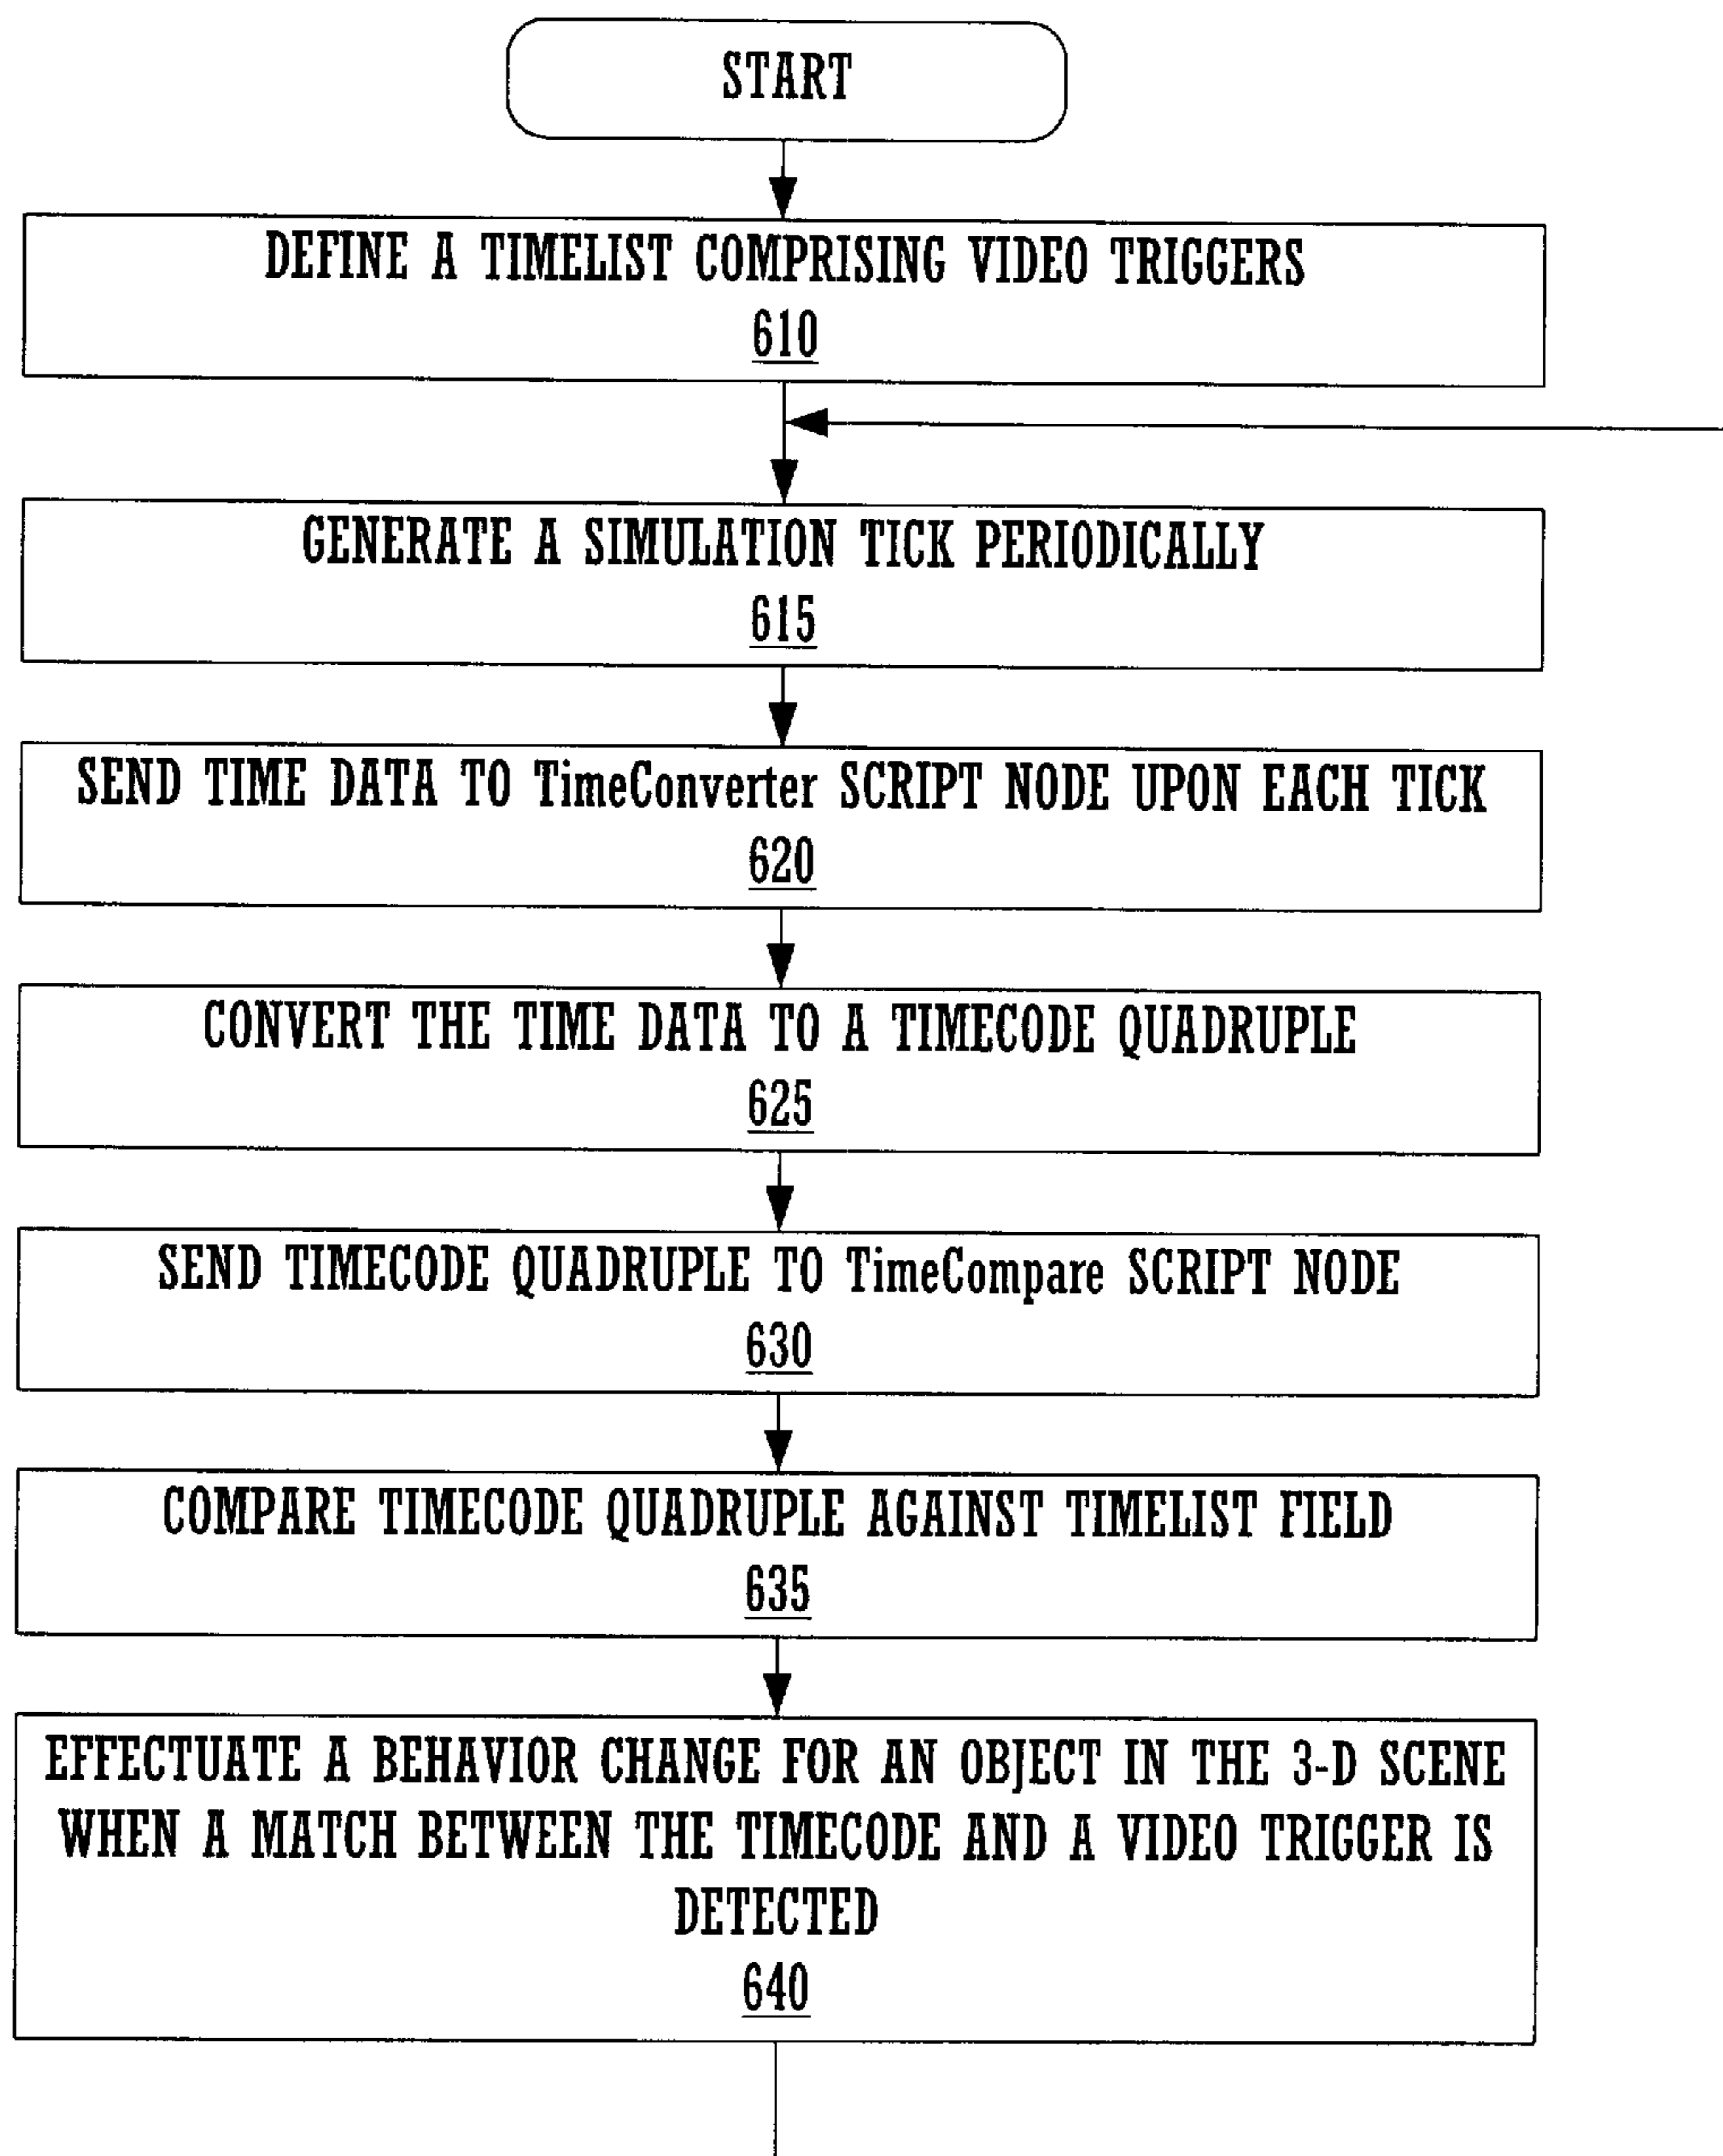 START
DEFINE A TIMELIST COMPRISING VIDEO TRIGGERS
610
GENERATE A SIMULATION TICK PERIODICALLY
615
SEND TIME DATA TO TimeConverter SCRIPT NODE UPON EACH TICK
620
CONVERT THE TIME DATA TO A TIMECODE QUADRUPLE
625
SEND TIMECODE QUADRUPLE TO TimeCompare SCRIPT NODE
630
COMPARE TIMECODE QUADRUPLE AGAINST TIMELIST FIELD
635
EFFECTUATE A BEHAVIOR CHANGE FOR AN OBJECT IN THE 3-D SCENE
WHEN A MATCH BETWEEN THE TIMECODE AND A VIDEO TRIGGER IS
DETECTED
640